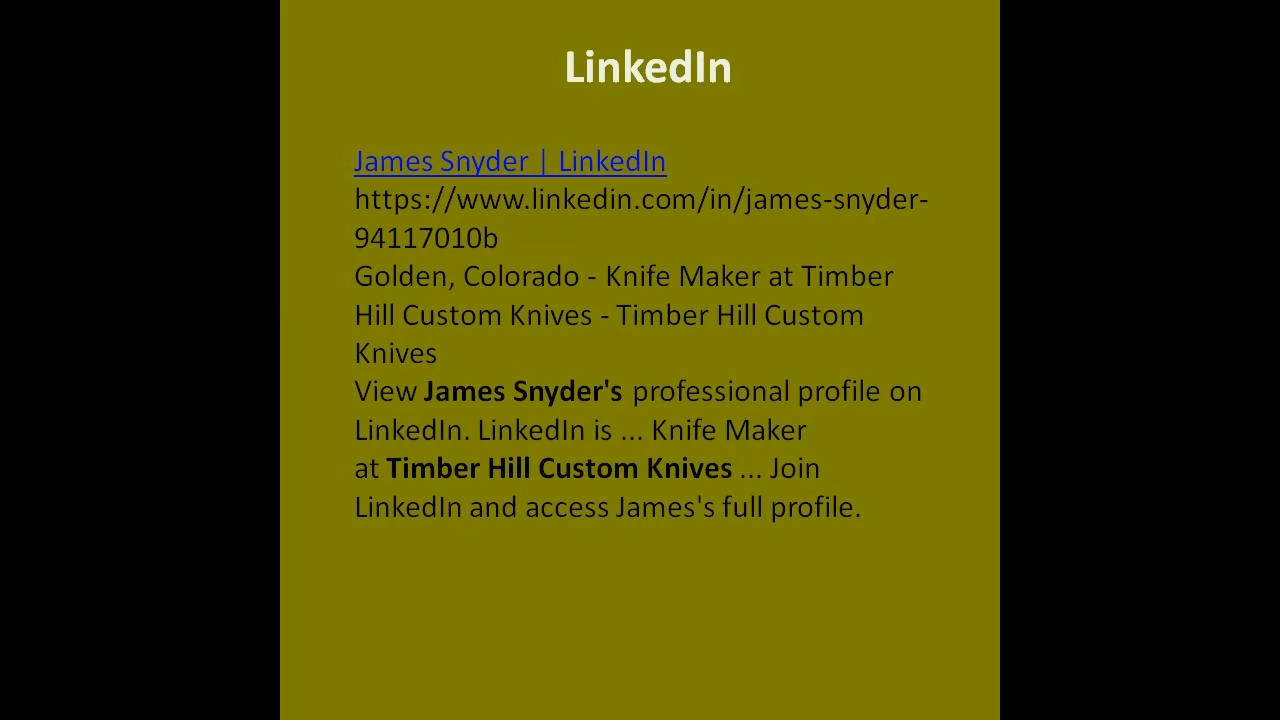 LinkedIn
James Snyder | LinkedIn
https://www.linkedin.com/in/james-snyder-
94117010b
Golden, Colorado - Knife Maker at Timber
Hill Custom Knives - Timber Hill Custom
Knives
View James Snyder's professional profile on
LinkedIn. LinkedIn is ... Knife Maker
at Timber Hill Custom Knives ... Join
LinkedIn and access James's full profile.